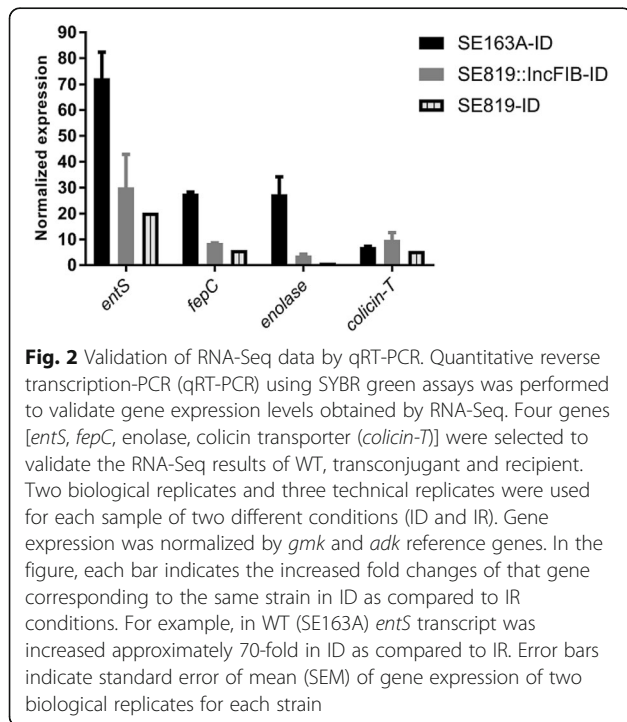 90
80
70
60
50
40
30
20
10
0
Normalized expression
entS
fepC
enolase
colicin-T
SE163A-ID
SE819::IncFIB-ID
SE819-ID
Fig. 2 Validation of RNA-Seq data by qRT-PCR. Quantitative reverse
transcription-PCR (qRT-PCR) using SYBR green assays was performed
to validate gene expression levels obtained by RNA-Seq. Four genes
[entS, fepC, enolase, colicin transporter (colicin-T)] were selected to
validate the RNA-Seq results of WT, transconjugant and recipient.
Two biological replicates and three technical replicates were used
for each sample of two different conditions (ID and IR). Gene
expression was normalized by gmk and adk reference genes. In the
figure, each bar indicates the increased fold changes of that gene
corresponding to the same strain in ID as compared to IR
conditions. For example, in WT (SE163A) entS transcript was
increased approximately 70-fold in ID as compared to IR. Error bars
indicate standard error of mean (SEM) of gene expression of two
biological replicates for each strain